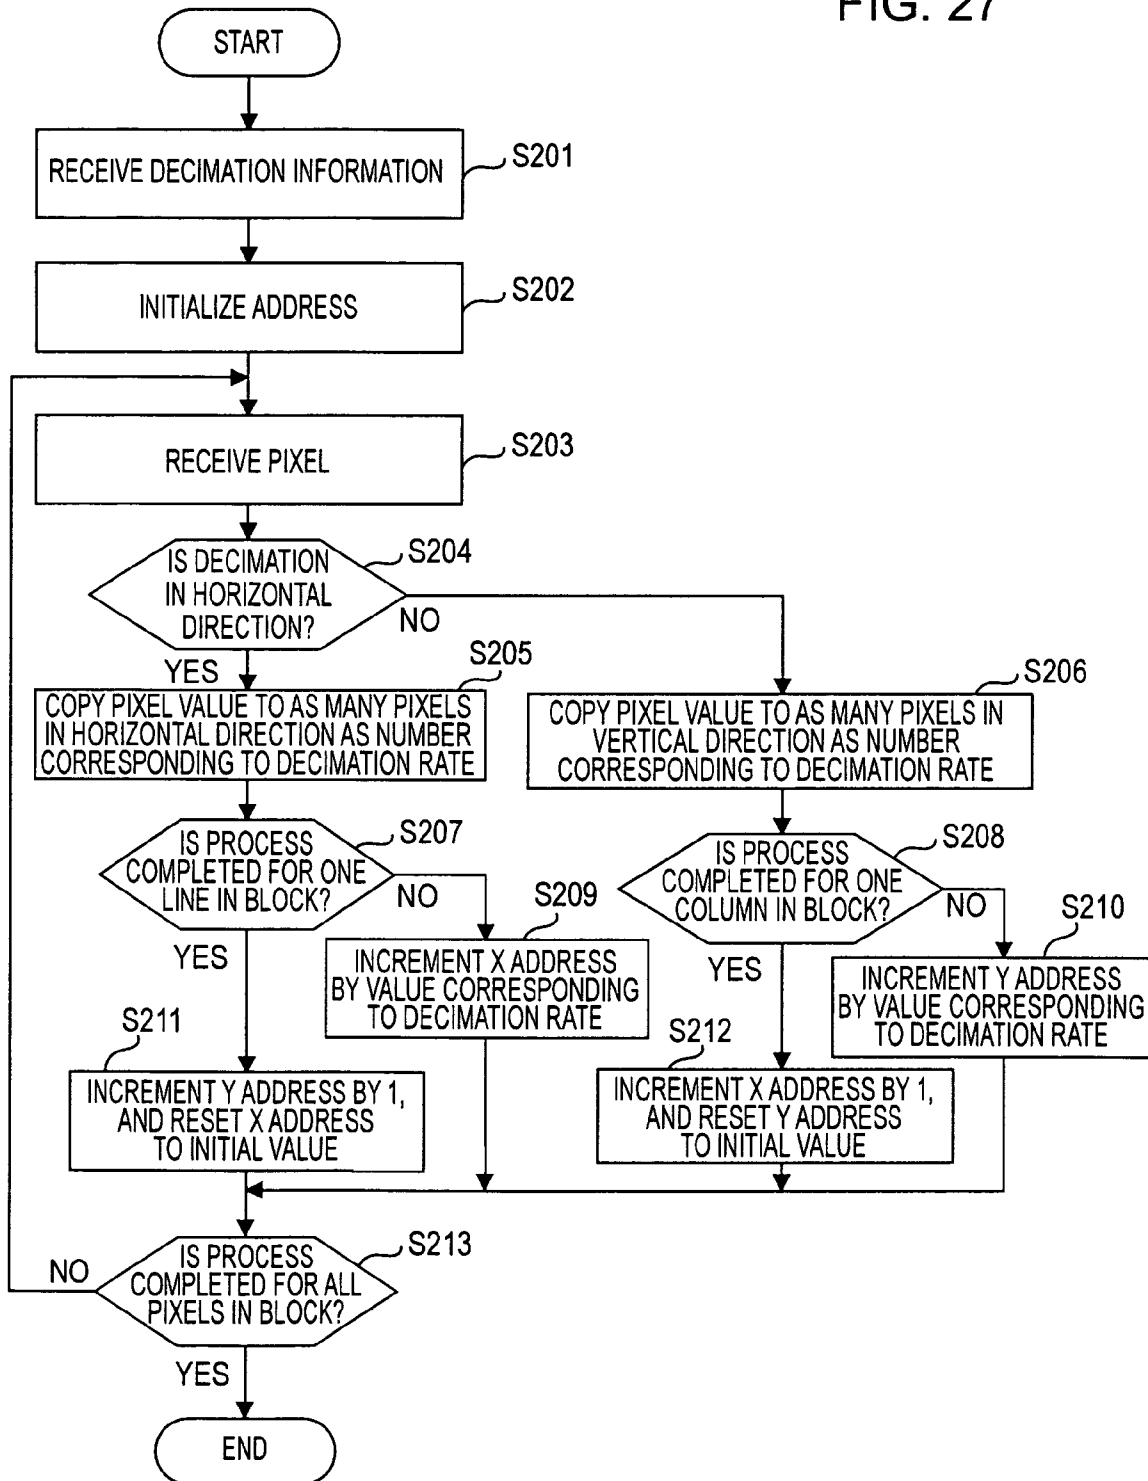 FIG. 27
START
RECEIVE DECIMATION INFORMATION
S201
INITIALIZE ADDRESS
S202
RECEIVE PIXEL
S203
IS DECIMATION
IN HORIZONTAL
DIRECTION?
S204
NO
YES
S205
COPY PIXEL VALUE TO AS MANY PIXELS
IN HORIZONTAL DIRECTION AS NUMBER
CORRESPONDING TO DECIMATION RATE
S206
COPY PIXEL VALUE TO AS MANY PIXELS IN
VERTICAL DIRECTION AS NUMBER
CORRESPONDING TO DECIMATION RATE
IS PROCESS
COMPLETED FOR ONE
LINE IN BLOCK?
S207
NO
YES
IS PROCESS
COMPLETED FOR ONE
COLUMN IN BLOCK?
S208
NO
YES
S209
INCREMENT X ADDRESS
BY VALUE CORRESPONDING
TO DECIMATION RATE
S210
INCREMENT Y ADDRESS
BY VALUE CORRESPONDING
TO DECIMATION RATE
S211
INCREMENT Y ADDRESS BY 1,
AND RESET X ADDRESS
TO INITIAL VALUE
S212
INCREMENT X ADDRESS BY 1,
AND RESET Y ADDRESS
TO INITIAL VALUE
IS PROCESS
COMPLETED FOR ALL
PIXELS IN BLOCK?
S213
NO
YES
END